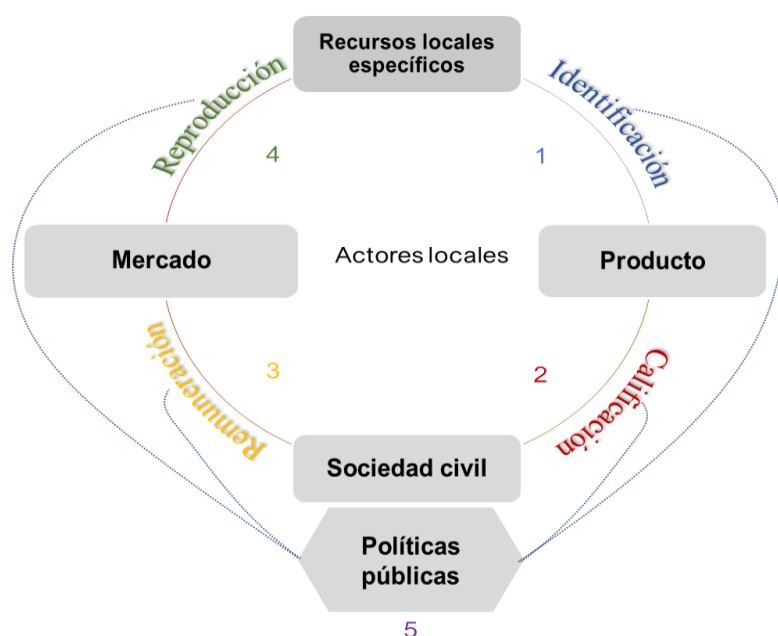 Recursos locales
específicos
Reproducción
Identificación
4
1
Mercado
Actores locales
Producto
3
2
Remuneración
Calificación
Sociedad civil
Políticas
públicas
5